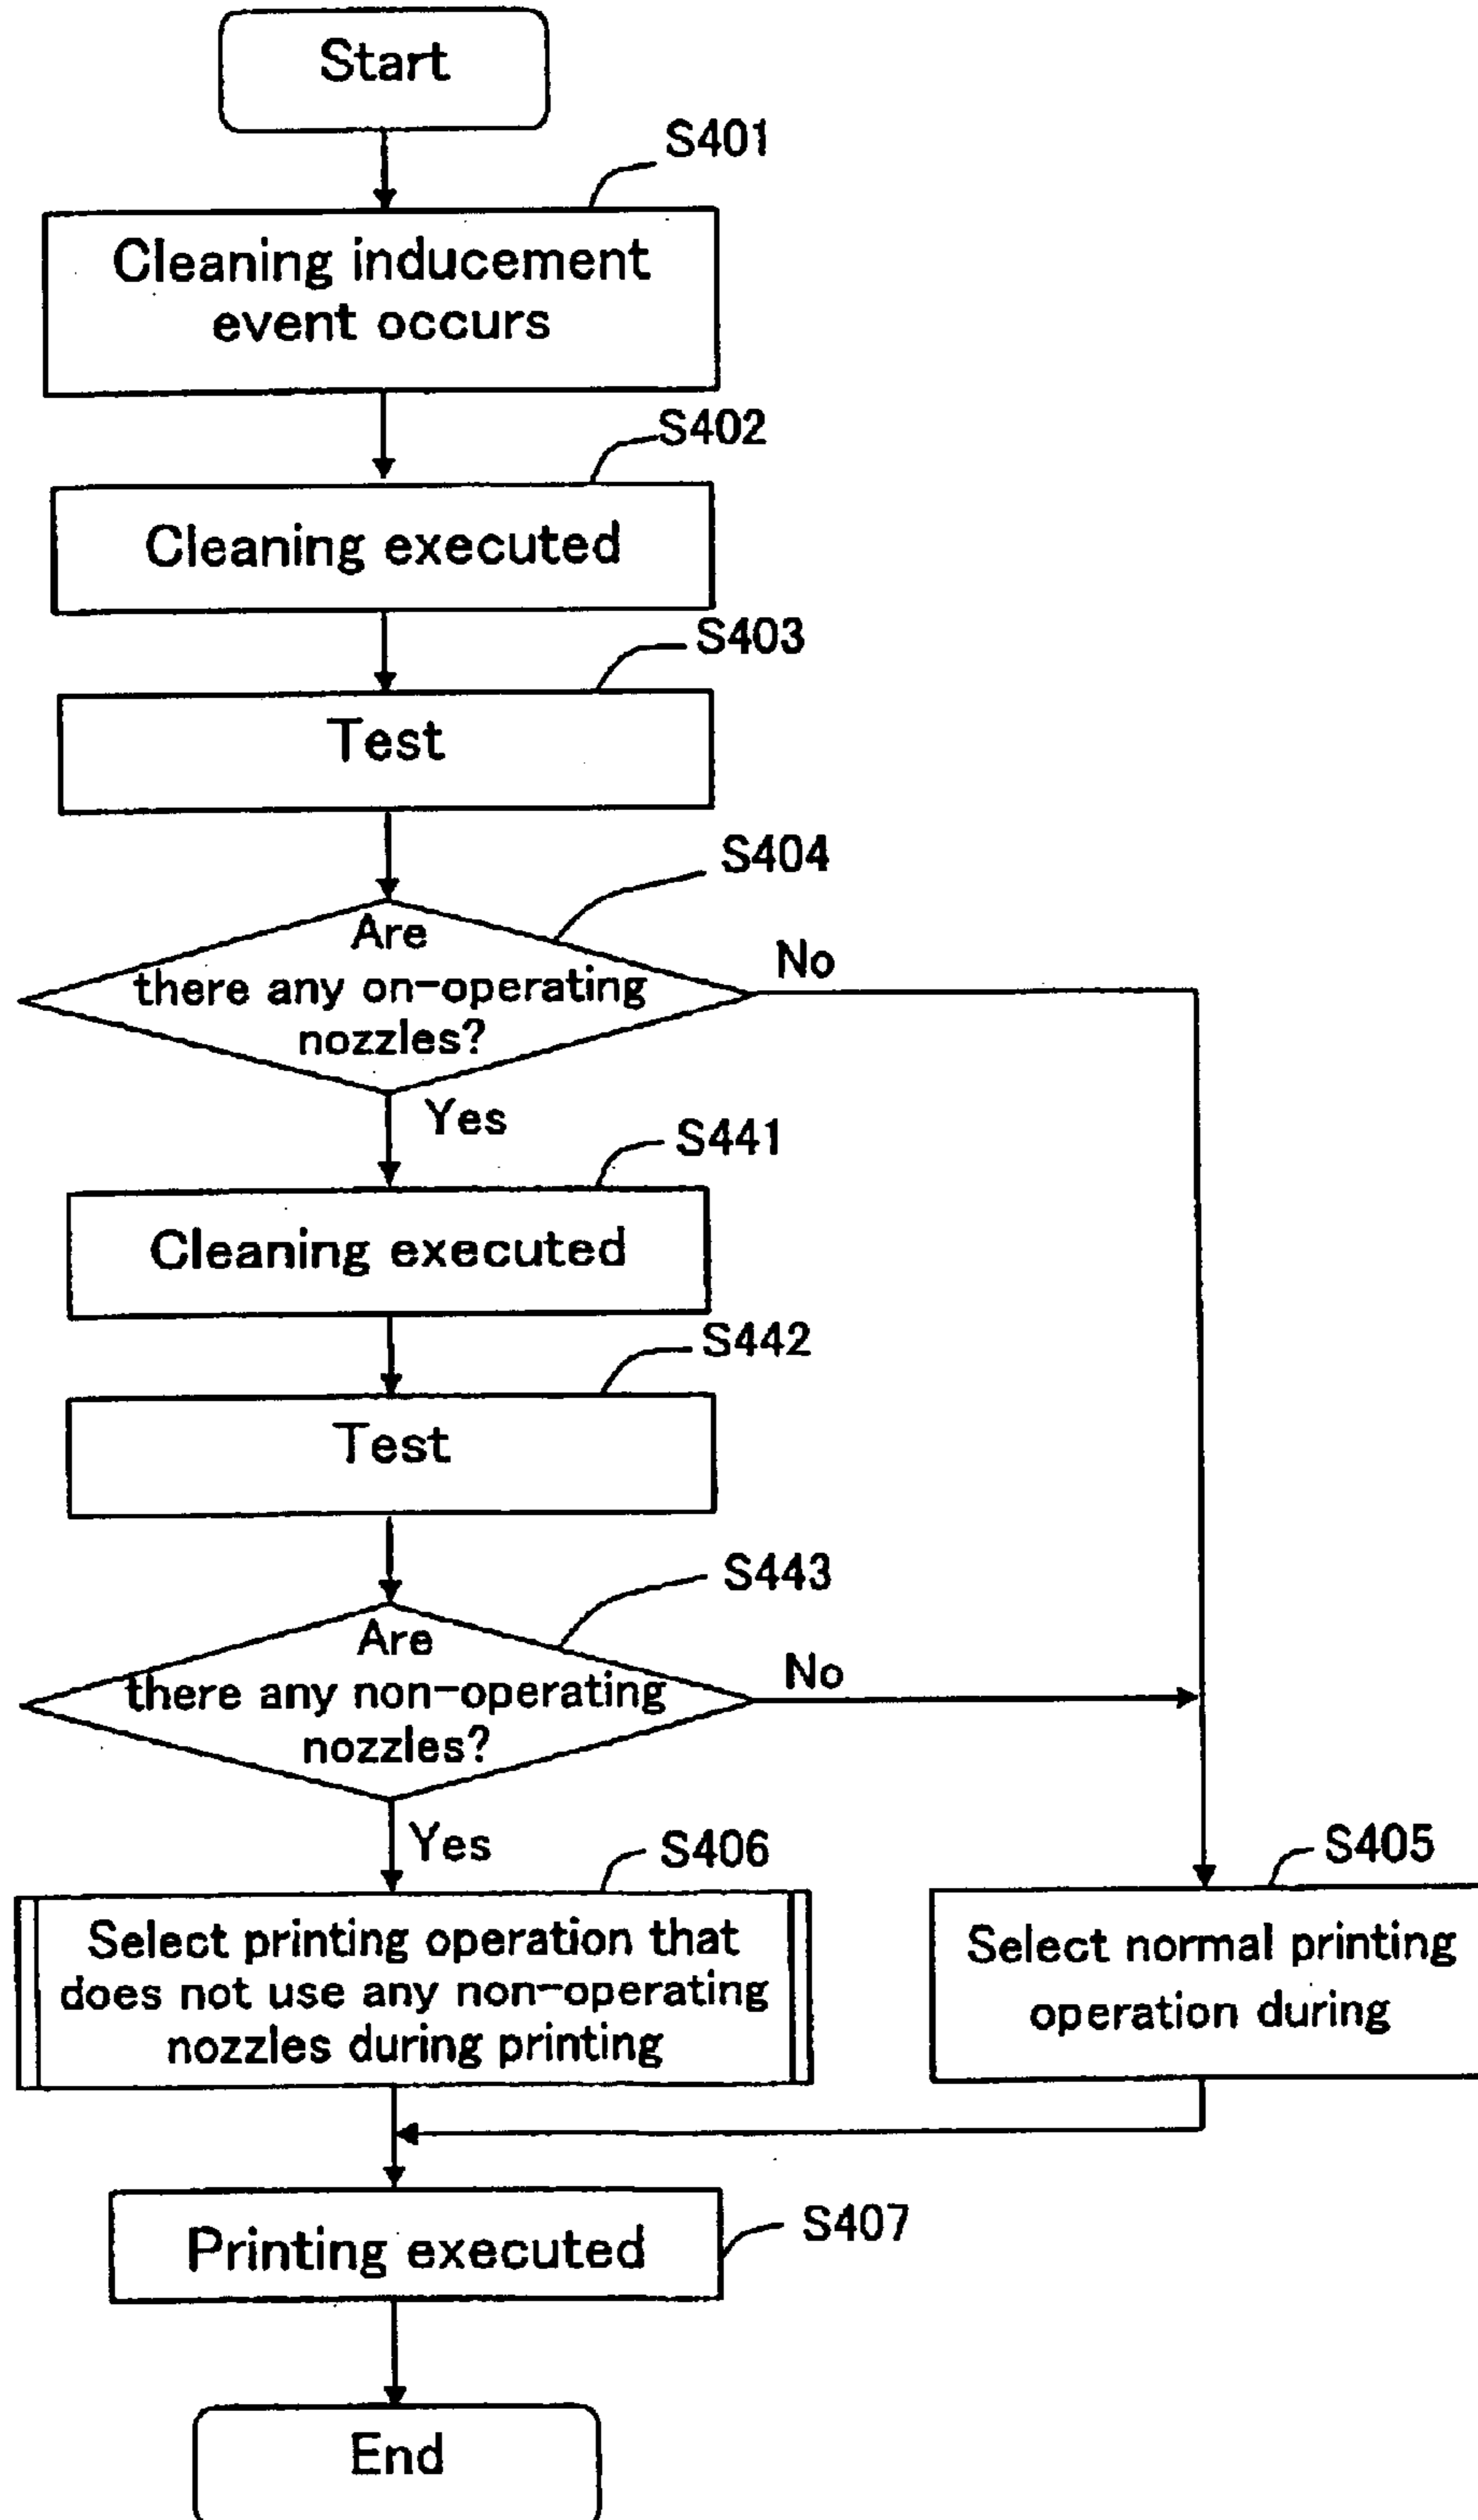 Start
S401
Cleaning inducement
event occurs
S402
Cleaning executed
S403
Test
S404
Are
there any on-operating
nozzles?
No
Yes
S441
Cleaning executed
S442
Test
S443
Are
there any non-operating
nozzles?
No
Yes
S406
Select printing operation that
does not use any non-operating
nozzles during printing
S405
Select normal printing
operation during
Printing executed
S407
End